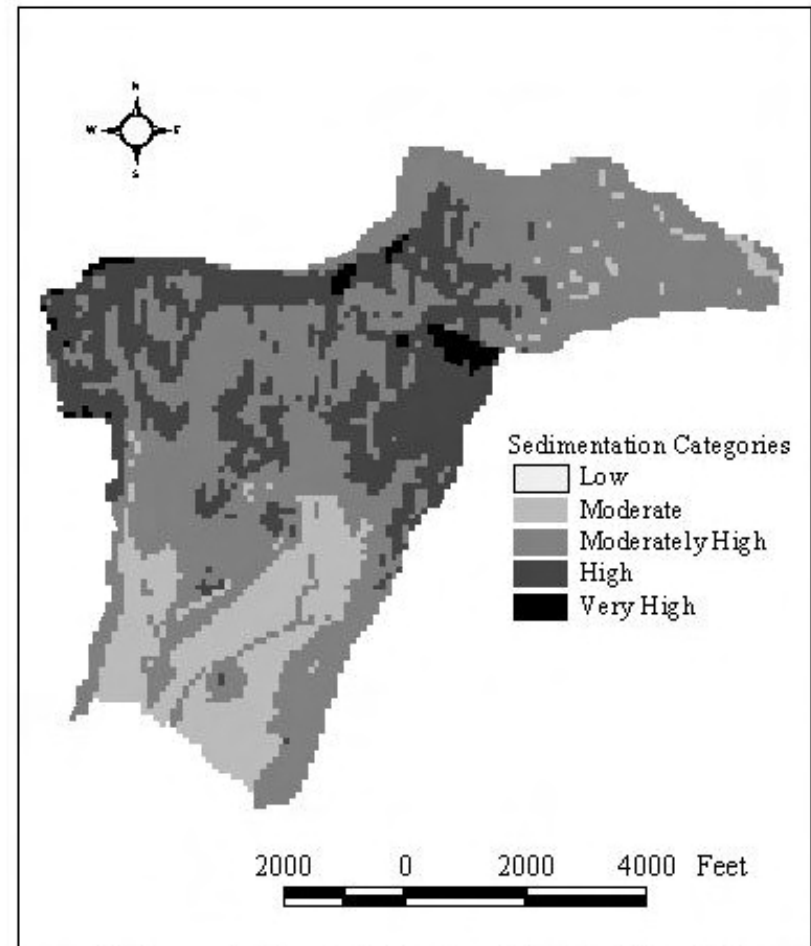 N
W E
S
Sedimentation Categories
Low
Moderate
Moderately High
High
Very High
2000 0 2000 4000 Feet